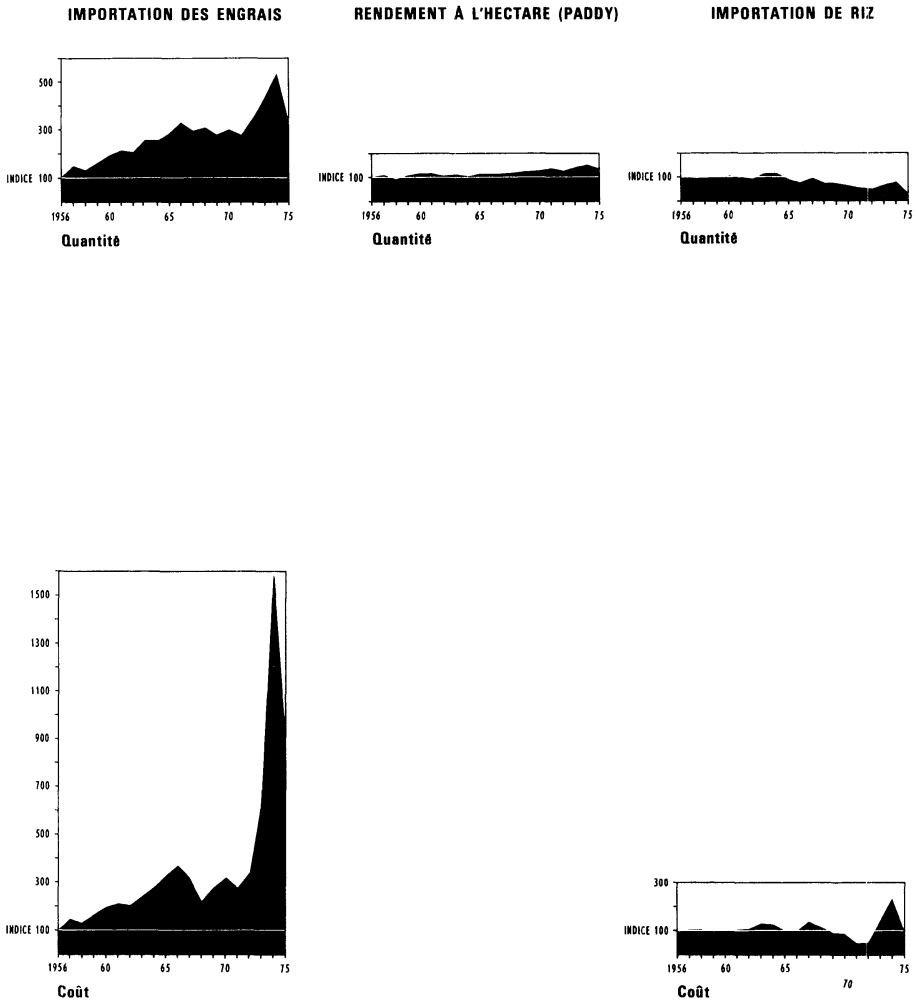 IMPORTATION DES ENGRAIS
RENDEMENT À L'HECTARE (PADDY)
IMPORTATION DE RIZ
500
300
INDICE 100
1956 60 65 70 75
Quantité
INDICE 100
1956 60 65 70 75
Quantité
INDICE 100
1956 60 65 70 75
Quantité
1500
1300
1100
900
700
500
300
INDICE 100
1956 60 65 70 75
Coût
300
INDICE 100
1956 60 65 70 75
Coût